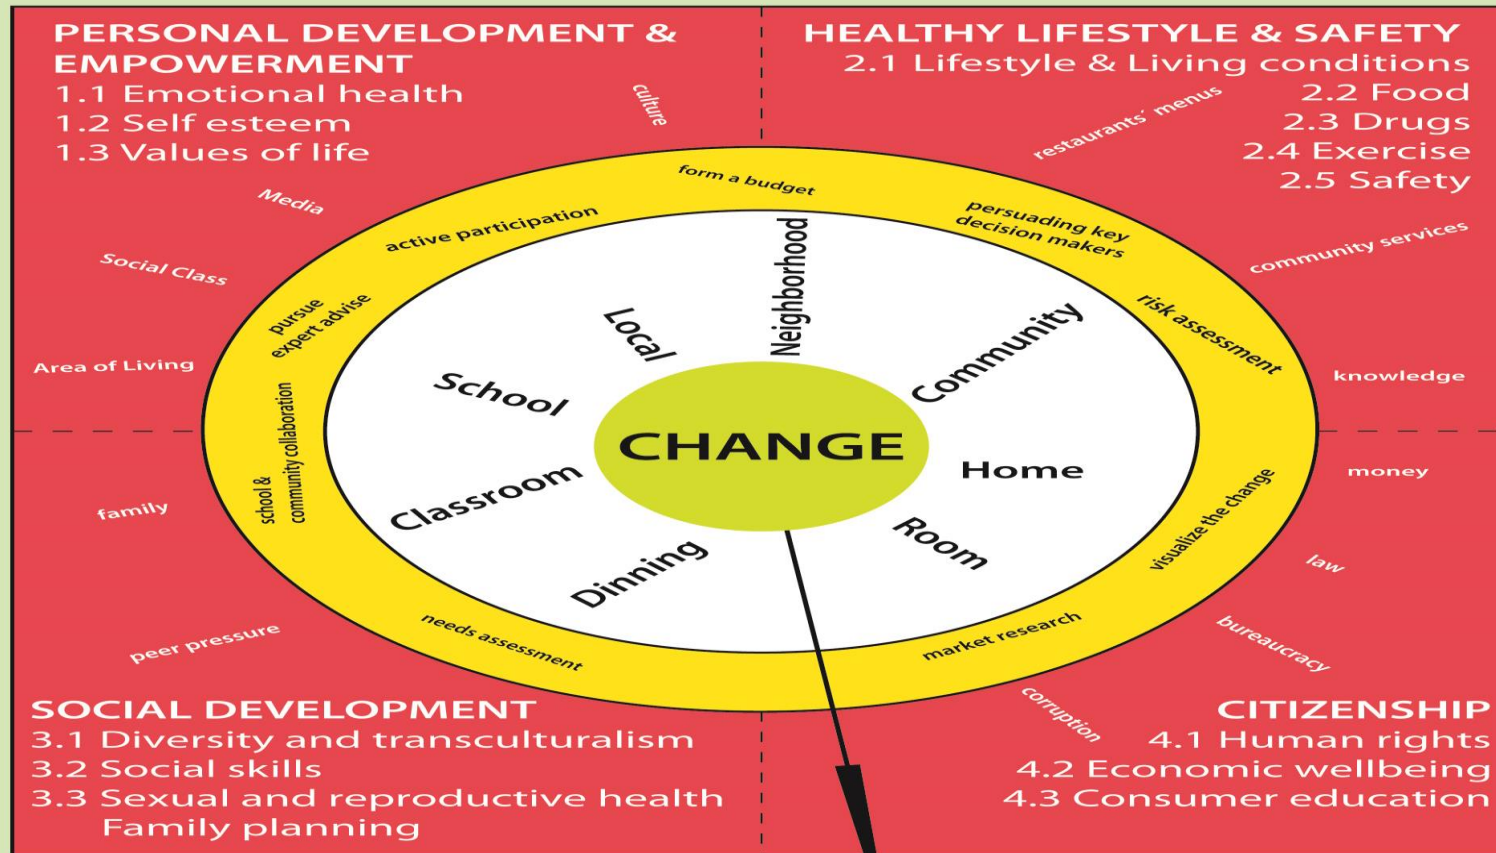 PERSONAL DEVELOPMENT &
EMPOWERMENT
1.1 Emotional health
1.2 Self esteem
1.3 Values of life
HEALTHY LIFESTYLE & SAFETY
2.1 Lifestyle & Living conditions
2.2 Food
2.3 Drugs
2.4 Exercise
2.5 Safety
culture
restaurants´ menus
Media
Social Class
Area of Living
community services
knowledge
form a budget
active participation
persuading key
decision makers
pursue
expert advise
risk assessment
school &
community collaboration
Neighborhood
Local
Community
School
CHANGE
Home
Classroom
Room
Dinning
visualize the change
needs assessment
market research
family
peer pressure
money
law
bureaucracy
corruption
SOCIAL DEVELOPMENT
3.1 Diversity and transculturalism
3.2 Social skills
3.3 Sexual and reproductive health
Family planning
CITIZENSHIP
4.1 Human rights
4.2 Economic wellbeing
4.3 Consumer education